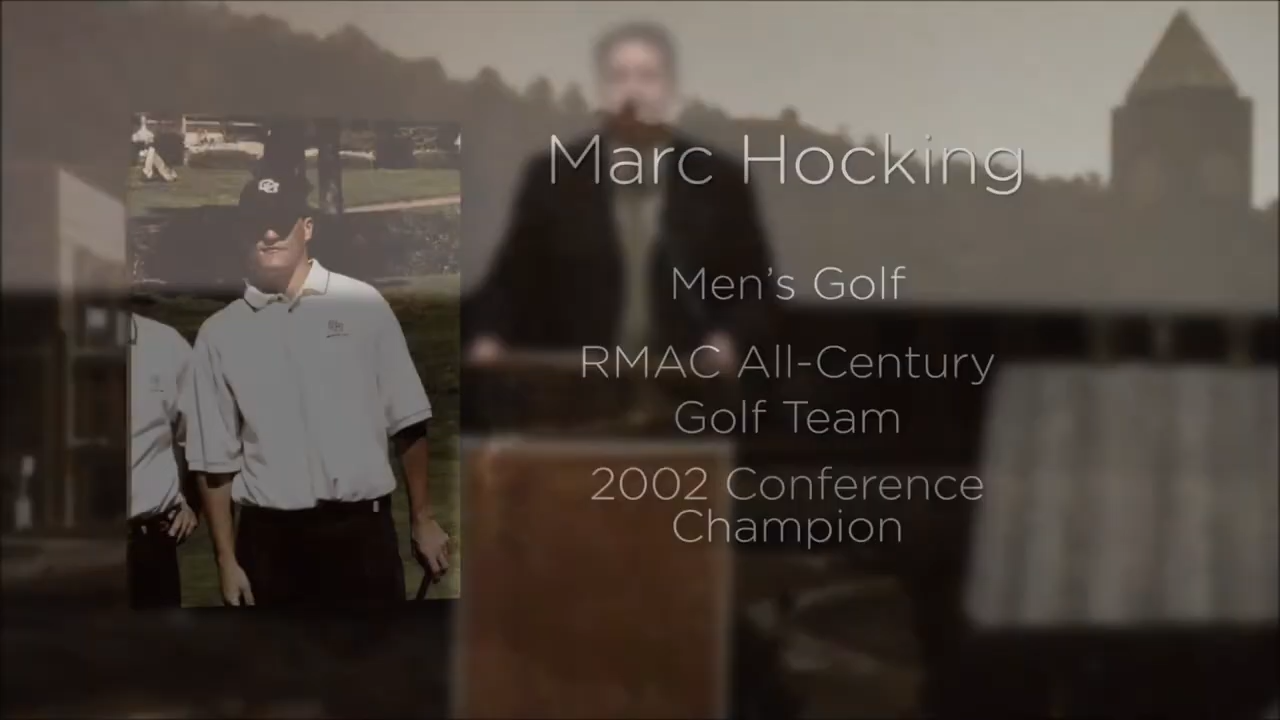 Marc Hocking
Men's Golf
RMAC All-Century
Golf Team
2002 Conference
Champion